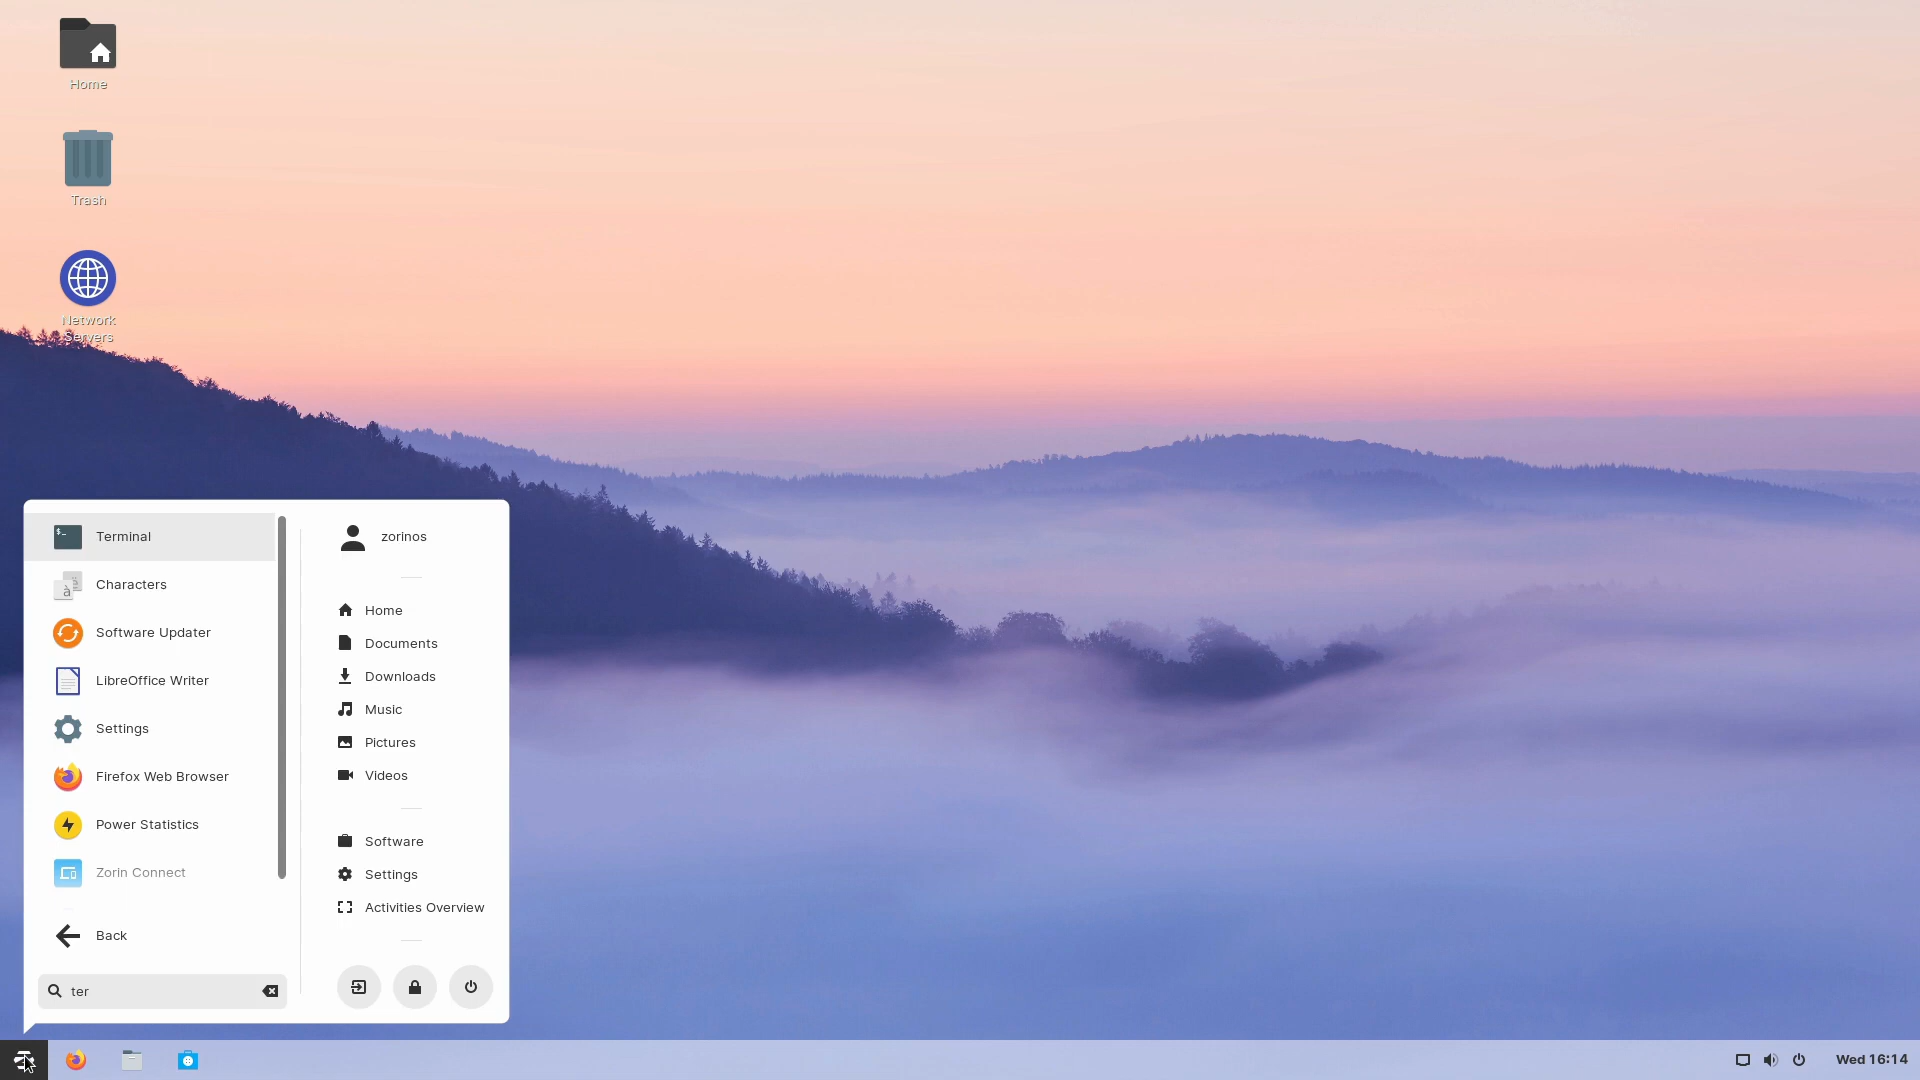 Home
Trash
Network
Servers
Terminal
Characters
Software Updater
LibreOffice Writer
Settings
Firefox Web Browser
Power Statistics
Zorin Connect
Back
ter
zorinos
Home
Documents
Downloads
Music
Pictures
Videos
Software
Settings
Activities Overview
Wed 16:14